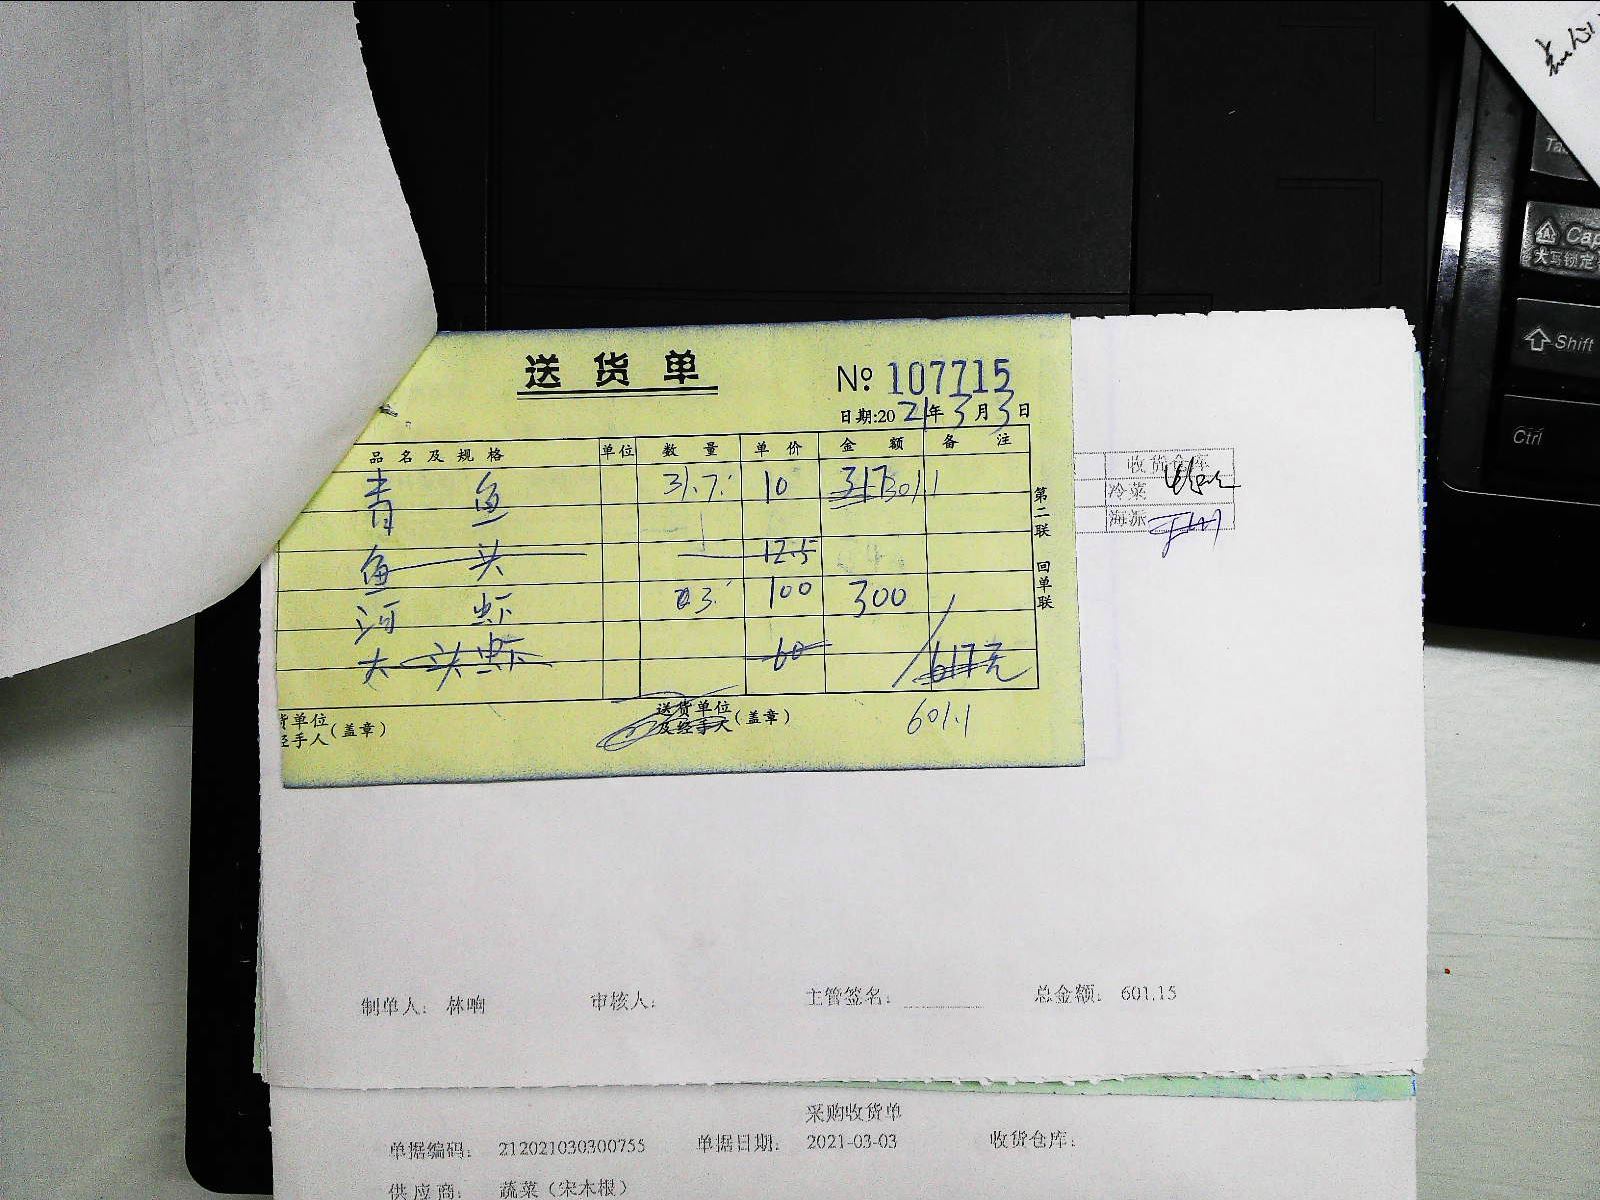 送货单
№ 107715
日期:2021年3月3日
品名及规格 单位 数量 单价 金额 备注
青鱼 31.7 10 317 301.1
鱼头 12.5
河虾 3 100 300
大头虾 60 617元
货单位
经手人(盖章)
送货单位
及经手人(盖章)
601.1
第二联 回单联
收货仓库
冷菜
海派
制单人: 林响 审核人: 主管签名: 总金额: 601.15
采购收货单
单据编码: 212021030300755 单据日期: 2021-03-03 收货仓库:
供应商: 蔬菜(宋木根)
Cap
大写锁定
Shift
Ctrl